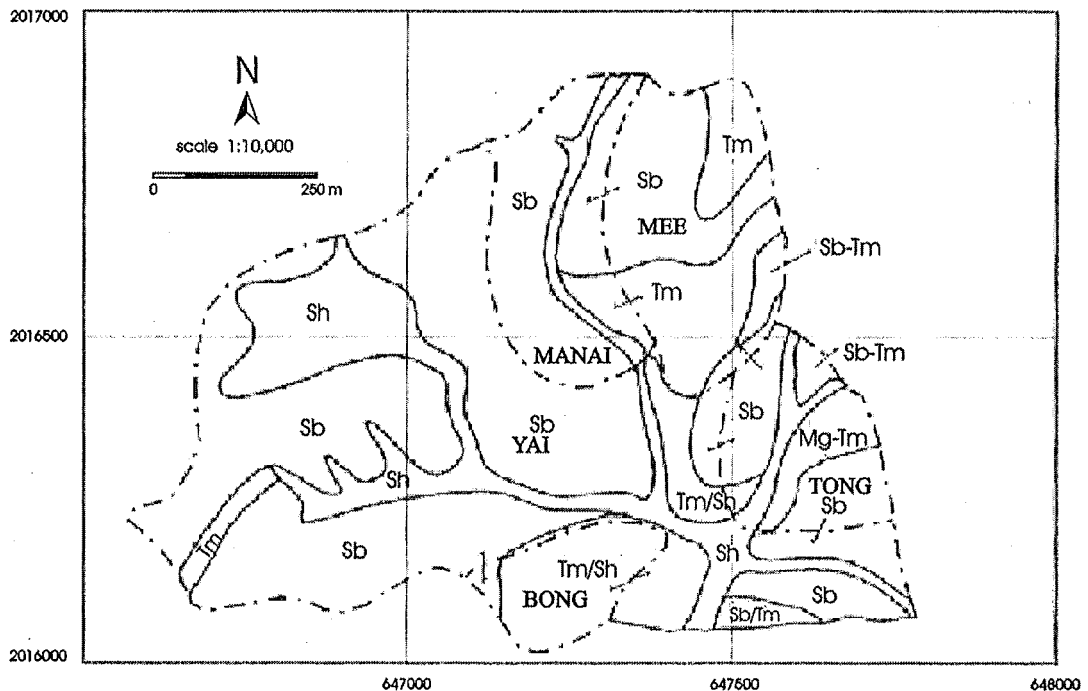 2017000
N
scale 1:10,000
0 250 m
Tm
Sb
Sb
MEE
Sb-Tm
Sh
Tm
2016500
MANAI
Sb-Tm
Sb
Sb
Sb
YAI
Mg-Tm
Sh
TONG
Tm/Sh
Sb
Tm
Sb
Sh
Tm/Sh
BONG
Sb
Sb/Tm
2016000
647000 647500 648000